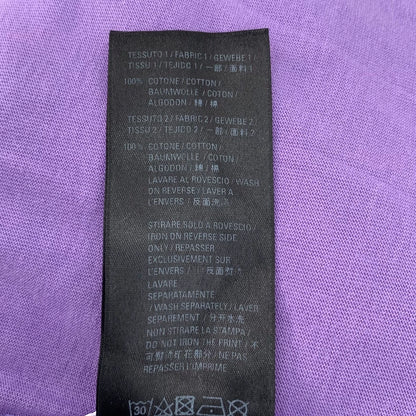 TESSUTO 1 / FABRIC 1 / GEWEBE 1 /
TISSU 1 / TEJIDO 1 / 一部 / 面料 1
100% COTONE / COTTON /
BAUMWOLLE / COTON /
ALGODON / 綿 / 棉
TESSUTO 2 / FABRIC 2 / GEWEBE 2 /
TISSU 2 / TEJIDO 2 / 一部 / 面料 2
100% COTONE / COTTON /
BAUMWOLLE / COTON /
ALGODON / 綿 / 棉
LAVARE AL ROVESCIO / WASH
ON REVERSE / LAVER A
L'ENVERS / 反面洗涤
STIRARE SOLO A ROVESCIO /
IRON ON REVERSE SIDE
ONLY / REPASSER
EXCLUSIVEMENT SUR
L'ENVERS / 反面熨
LAVARE
SEPARATAMENTE
/ WASH SEPARATELY / LAVER
SEPAREMENT / 分开水洗
NON STIRARE LA STAMPA /
DO NOT IRON THE PRINT / 不
可熨烫印花部分 / NE PAS
REPASSER L'IMPRIME
30